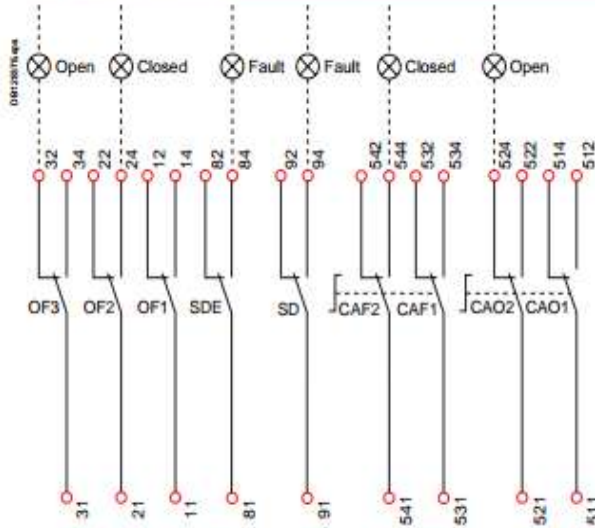 Open Closed Fault Fault Closed Open
32 34 22 24 12 14 82 84 92 94 542 544 532 534 524 522 514 512
OF3 OF2 OF1 SDE SD CAF2 CAF1 CAO2 CAO1
31 21 11 81 91 541 531 521 511